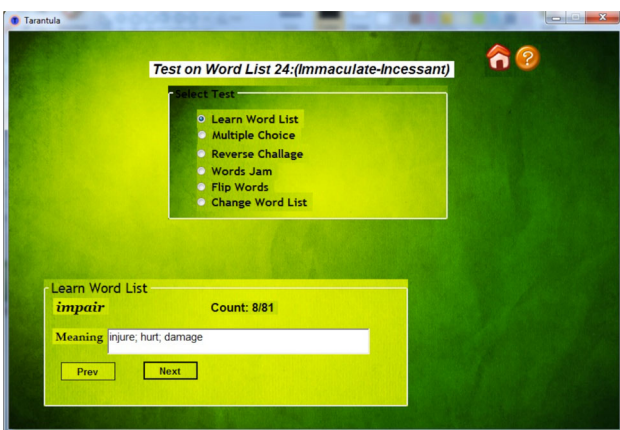 Tarantula
Test on Word List 24:(Immaculate-Incessant)
Select Test
Learn Word List
Multiple Choice
Reverse Challage
Words Jam
Flip Words
Change Word List
Learn Word List
impair Count: 8/81
Meaning injure; hurt; damage
Prev Next